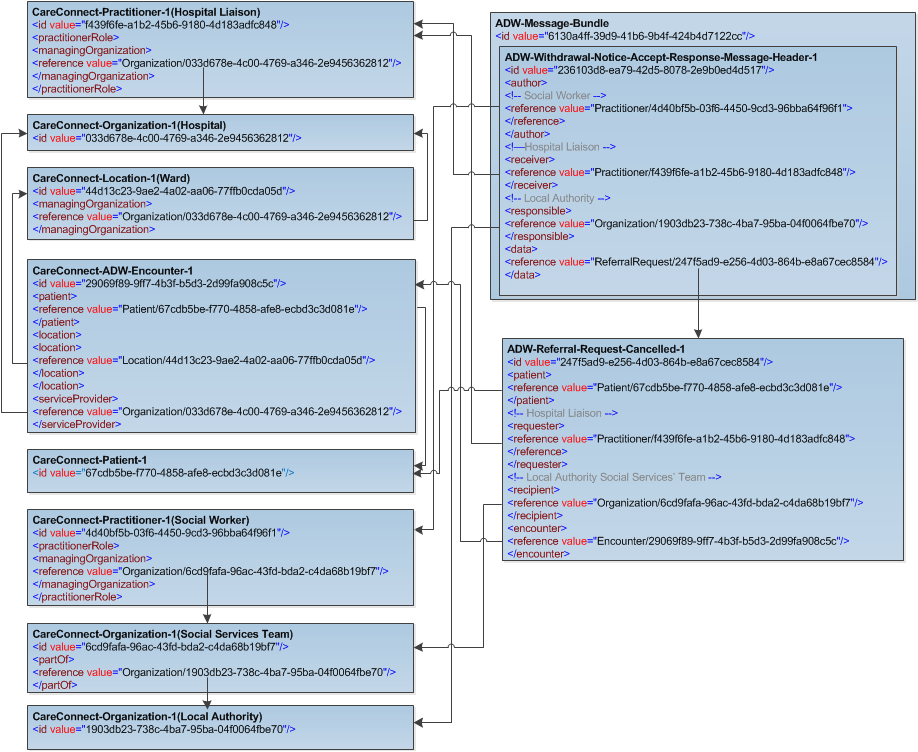 CareConnect-Practitioner-1(Hospital Liaison)
<id value="f439f6fe-a1b2-45b6-9180-4d183adfc848"/>
<practitionerRole>
<managingOrganization>
<reference value="Organization/033d678e-4c00-4769-a346-2e9456362812"/>
</managingOrganization>
</practitionerRole>
CareConnect-Organization-1(Hospital)
<id value="033d678e-4c00-4769-a346-2e9456362812"/>
CareConnect-Location-1(Ward)
<id value="44d13c23-9ae2-4a02-aa06-77ffb0cda05d"/>
<managingOrganization>
<reference value="Organization/033d678e-4c00-4769-a346-2e9456362812"/>
</managingOrganization>
CareConnect-ADW-Encounter-1
<id value="29069f89-9ff7-4b3f-b5d3-2d99fa908c5c"/>
<patient>
<reference value="Patient/67cdb5be-f770-4858-afe8-ecbd3c3d081e"/>
</patient>
<location>
<location>
<reference value="Location/44d13c23-9ae2-4a02-aa06-77ffb0cda05d"/>
</location>
</location>
<serviceProvider>
<reference value="Organization/033d678e-4c00-4769-a346-2e9456362812"/>
</serviceProvider>
CareConnect-Patient-1
<id value="67cdb5be-f770-4858-afe8-ecbd3c3d081e"/>
CareConnect-Practitioner-1(Social Worker)
<id value="4d40bf5b-03f6-4450-9cd3-96bba64f96f1"/>
<practitionerRole>
<managingOrganization>
<reference value="Organization/6cd9fafa-96ac-43fd-bda2-c4da68b19bf7"/>
</managingOrganization>
</practitionerRole>
CareConnect-Organization-1(Social Services Team)
<id value="6cd9fafa-96ac-43fd-bda2-c4da68b19bf7"/>
<partOf>
<reference value="Organization/1903db23-738c-4ba7-95ba-04f0064fbe70"/>
</partOf>
CareConnect-Organization-1(Local Authority)
<id value="1903db23-738c-4ba7-95ba-04f0064fbe70"/>
ADW-Message-Bundle
<id value="6130a4ff-39d9-41b6-9b4f-424b4d7122cc"/>
ADW-Withdrawal-Notice-Accept-Response-Message-Header-1
<id value="236103d8-ea79-42d5-8078-2e9b0ed4d517"/>
<author>
<!-- Social Worker -->
<reference value="Practitioner/4d40bf5b-03f6-4450-9cd3-96bba64f96f1">
</reference>
</author>
<!—Hospital Liaison -->
<receiver>
<reference value="Practitioner/f439f6fe-a1b2-45b6-9180-4d183adfc848"/>
</receiver>
<!-- Local Authority -->
<responsible>
<reference value="Organization/1903db23-738c-4ba7-95ba-04f0064fbe70"/>
</responsible>
<data>
<reference value="ReferralRequest/247f5ad9-e256-4d03-864b-e8a67cec8584"/>
</data>
ADW-Referral-Request-Cancelled-1
<id value="247f5ad9-e256-4d03-864b-e8a67cec8584"/>
<patient>
<reference value="Patient/67cdb5be-f770-4858-afe8-ecbd3c3d081e"/>
</patient>
<!-- Hospital Liaison -->
<requester>
<reference value="Practitioner/f439f6fe-a1b2-45b6-9180-4d183adfc848">
</reference>
</requester>
<!-- Local Authority Social Services' Team -->
<recipient>
<reference value="Organization/6cd9fafa-96ac-43fd-bda2-c4da68b19bf7"/>
</recipient>
<encounter>
<reference value="Encounter/29069f89-9ff7-4b3f-b5d3-2d99fa908c5c"/>
</encounter>